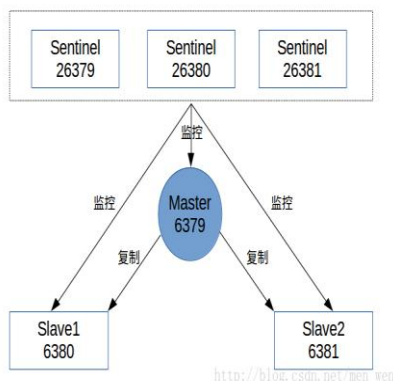 Sentinel
26379
Sentinel
26380
Sentinel
26381
监控
监控
监控
Master
6379
复制
复制
Slave1
6380
Slave2
6381
http://blog.csdn.net/men_wen